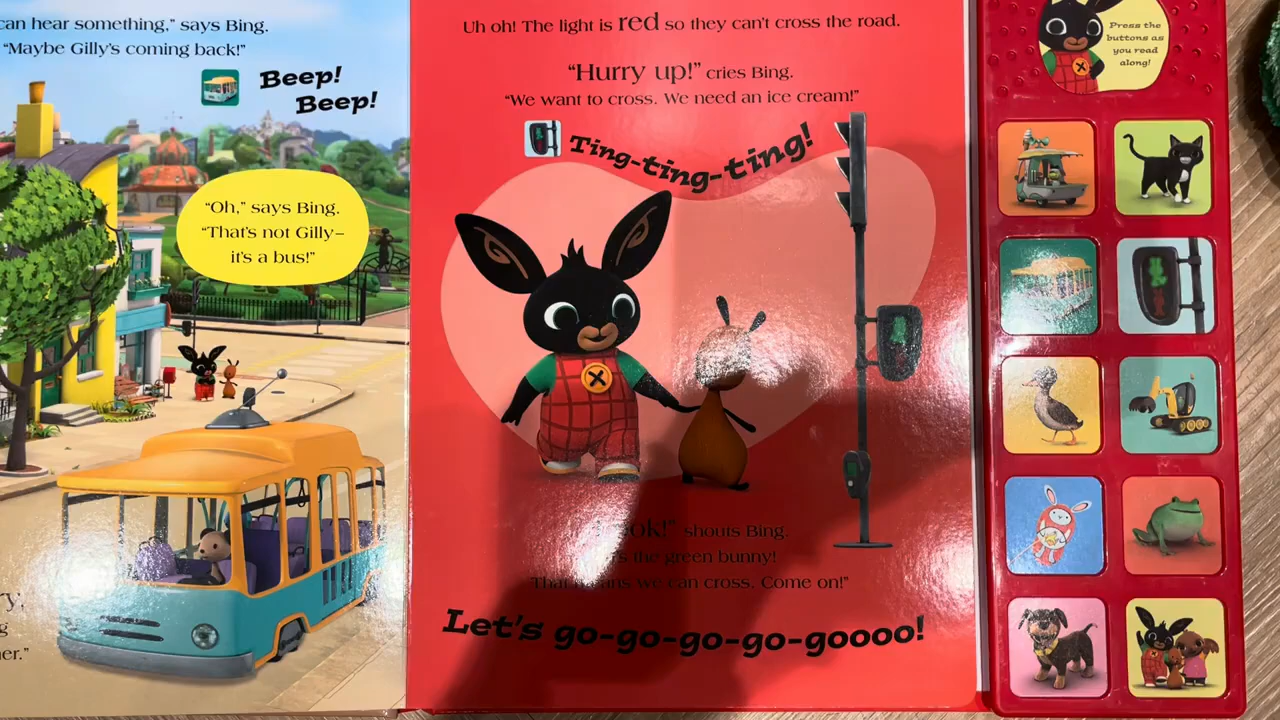 can hear something," says Bing.
"Maybe Gilly's coming back!"
Beep!
Beep!
"Oh," says Bing.
"That's not Gilly–
it's a bus!"
Uh oh! The light is red so they can't cross the road.
"Hurry up!" cries Bing.
"We want to cross. We need an ice cream!"
Ting-ting-ting!
shouts Bing.
the green bunny!
we can cross. Come on!"
Let's go-go-go-go-goooo!
Press the
buttons as
you read
along!